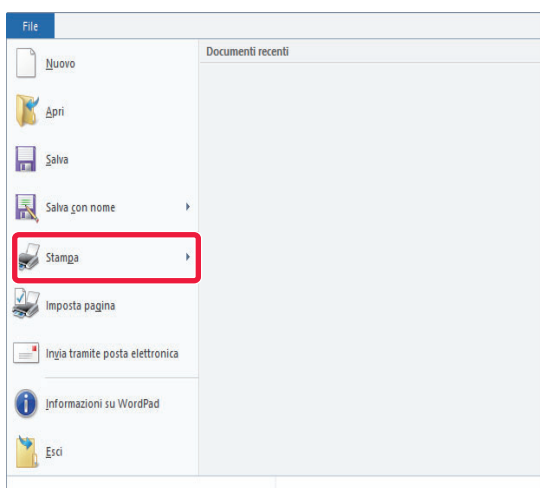 File
Documenti recenti
Nuovo
Apri
Salva
Salva con nome
Stampa
Imposta pagina
Invia tramite posta elettronica
Informazioni su WordPad
Esci